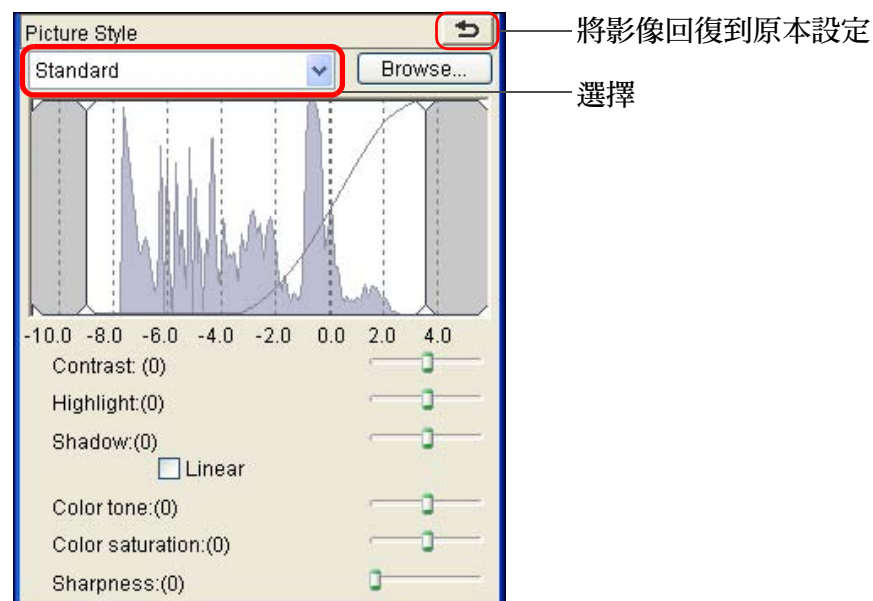 Picture Style
將影像回復到原本設定
Standard
Browse...
選擇
-10.0 -8.0 -6.0 -4.0 -2.0 0.0 2.0 4.0
Contrast: (0)
Highlight:(0)
Shadow:(0)
Linear
Color tone:(0)
Color saturation:(0)
Sharpness:(0)